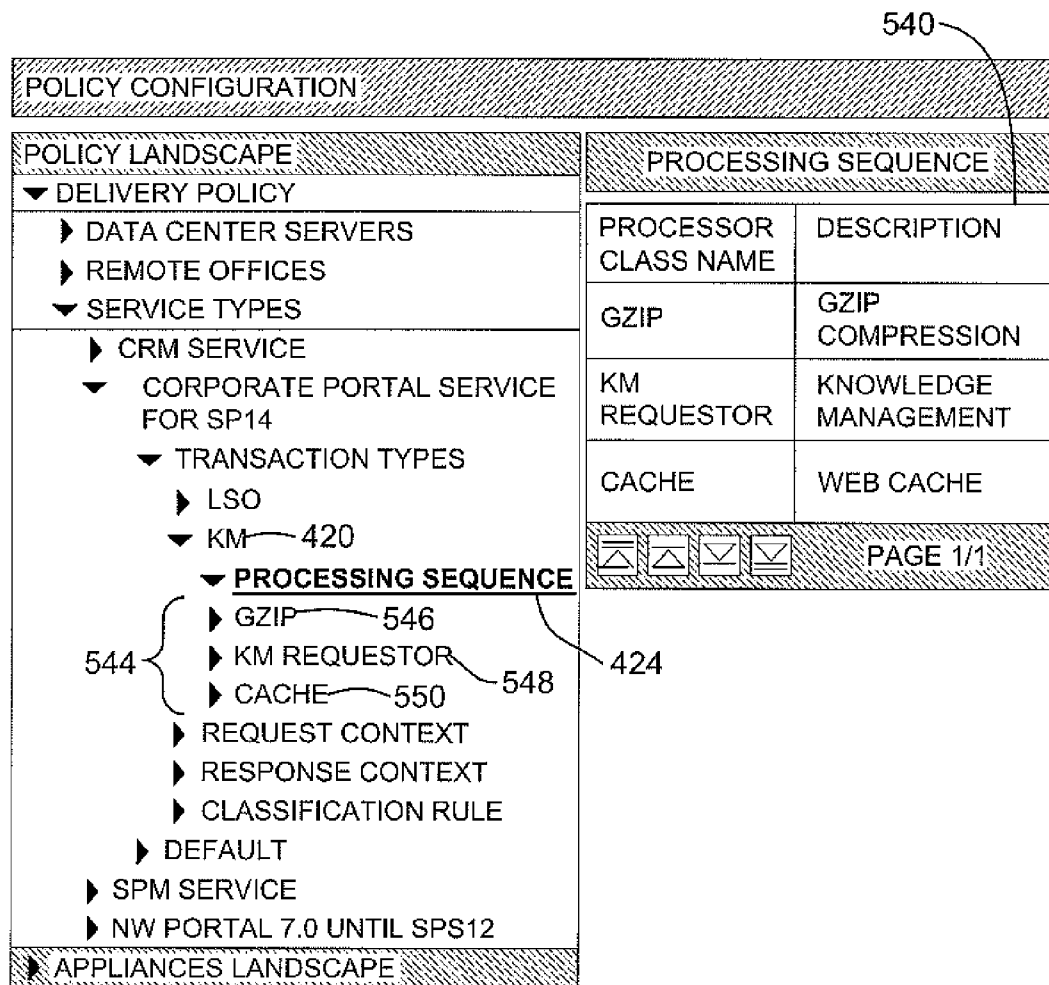 540
POLICY CONFIGURATION
POLICY LANDSCAPE
DELIVERY POLICY
DATA CENTER SERVERS
REMOTE OFFICES
SERVICE TYPES
CRM SERVICE
CORPORATE PORTAL SERVICE
FOR SP14
TRANSACTION TYPES
LSO
KM 420
PROCESSING SEQUENCE
GZIP 546
544 KM REQUESTOR 548 424
CACHE 550
REQUEST CONTEXT
RESPONSE CONTEXT
CLASSIFICATION RULE
DEFAULT
SPM SERVICE
NW PORTAL 7.0 UNTIL SPS12
APPLIANCES LANDSCAPE
PROCESSING SEQUENCE
PROCESSOR
CLASS NAME
DESCRIPTION
GZIP
GZIP
COMPRESSION
KM
REQUESTOR
KNOWLEDGE
MANAGEMENT
CACHE
WEB CACHE
PAGE 1/1